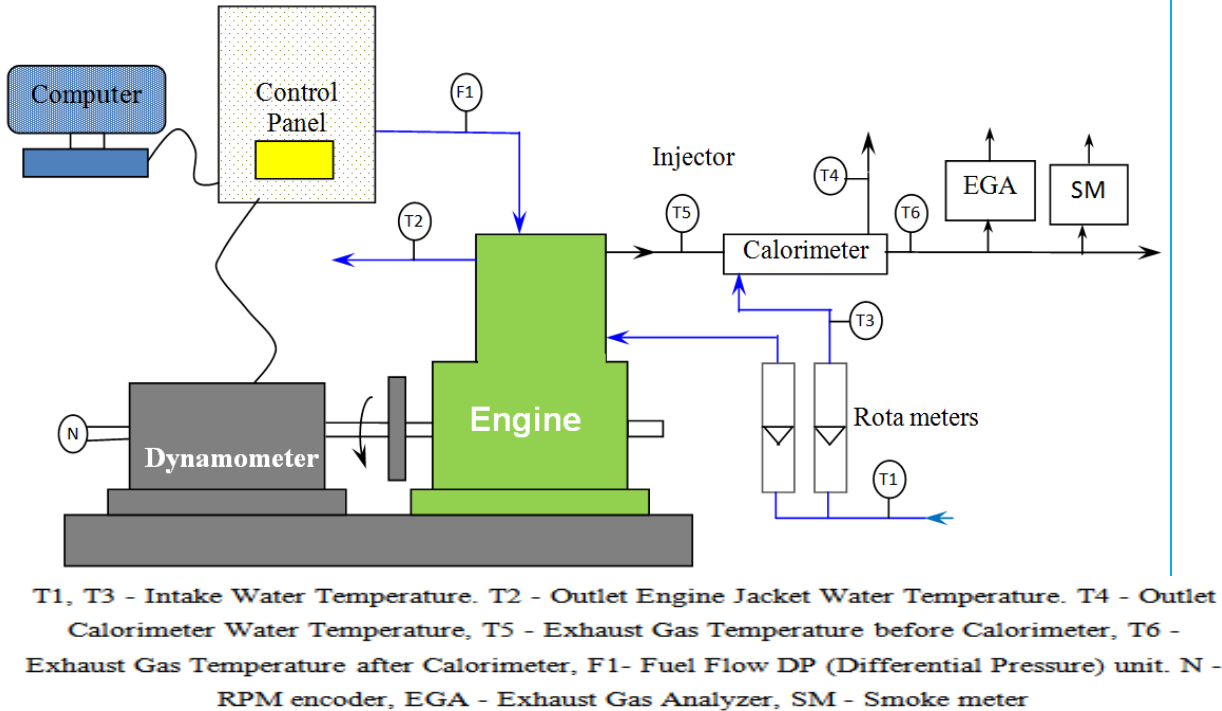 Computer
Control
Panel
F1
Injector
T4
EGA
SM
T2
T5
T6
Calorimeter
T3
Engine
Rota meters
N
Dynamometer
T1
T1, T3 - Intake Water Temperature. T2 - Outlet Engine Jacket Water Temperature. T4 - Outlet
Calorimeter Water Temperature, T5 - Exhaust Gas Temperature before Calorimeter, T6 -
Exhaust Gas Temperature after Calorimeter, F1- Fuel Flow DP (Differential Pressure) unit. N -
RPM encoder, EGA - Exhaust Gas Analyzer, SM - Smoke meter